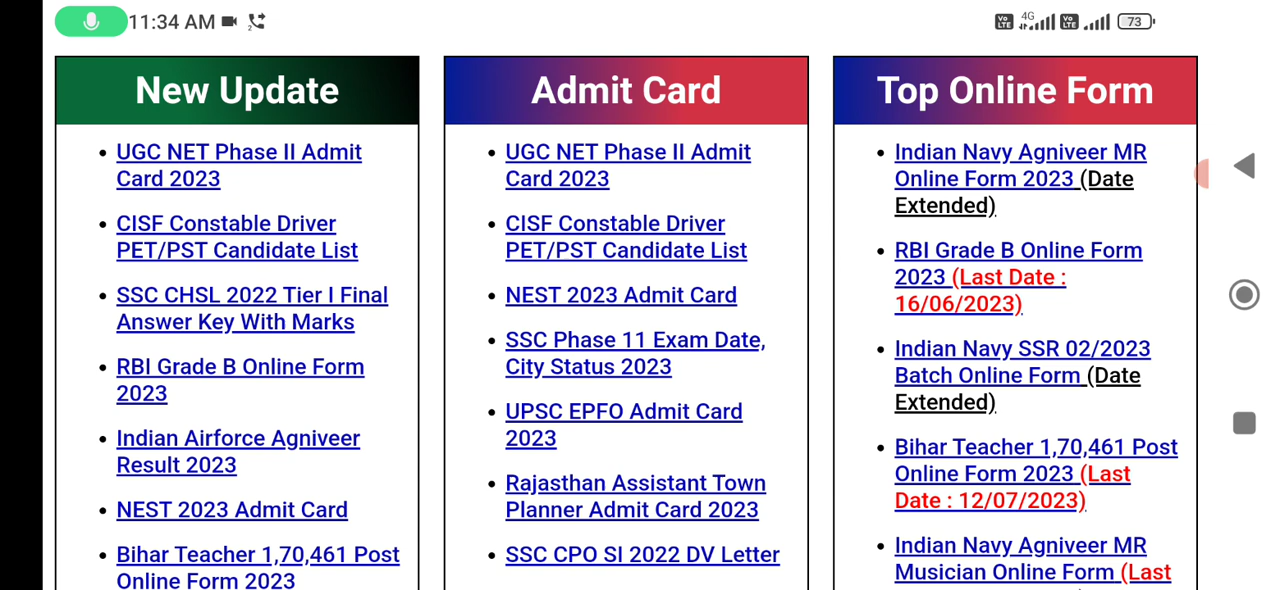 11:34 AM
2
Vo LTE 4G Vo LTE 73
New Update
UGC NET Phase II Admit
Card 2023
CISF Constable Driver
PET/PST Candidate List
SSC CHSL 2022 Tier I Final
Answer Key With Marks
RBI Grade B Online Form
2023
Indian Airforce Agniveer
Result 2023
NEST 2023 Admit Card
Bihar Teacher 1,70,461 Post
Online Form 2023
Admit Card
UGC NET Phase II Admit
Card 2023
CISF Constable Driver
PET/PST Candidate List
NEST 2023 Admit Card
SSC Phase 11 Exam Date,
City Status 2023
UPSC EPFO Admit Card
2023
Rajasthan Assistant Town
Planner Admit Card 2023
SSC CPO SI 2022 DV Letter
Top Online Form
Indian Navy Agniveer MR
Online Form 2023 (Date
Extended)
RBI Grade B Online Form
2023 (Last Date :
16/06/2023)
Indian Navy SSR 02/2023
Batch Online Form (Date
Extended)
Bihar Teacher 1,70,461 Post
Online Form 2023 (Last
Date : 12/07/2023)
Indian Navy Agniveer MR
Musician Online Form (Last